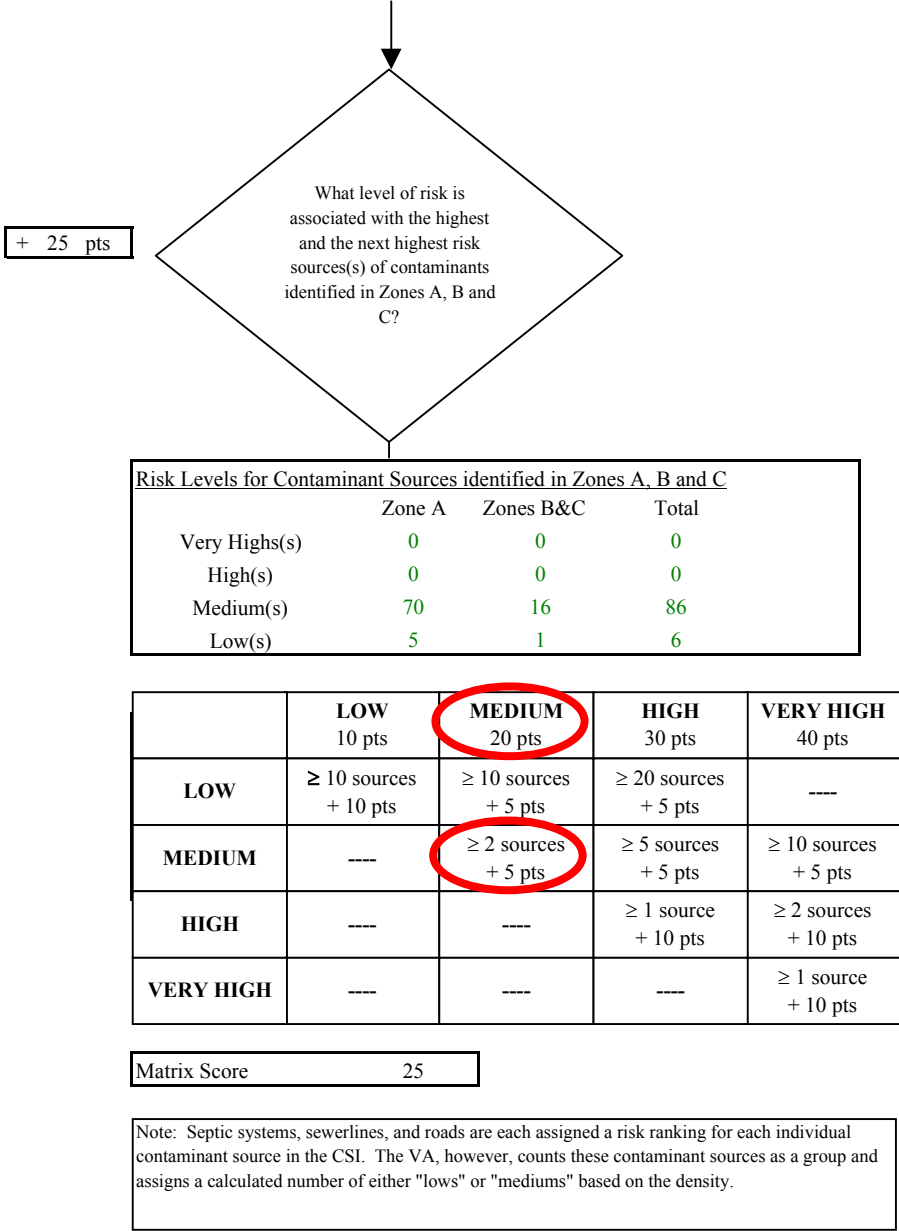 What level of risk is
associated with the highest
and the next highest risk
sources(s) of contaminants
identified in Zones A, B and
C?
+ 25 pts
Risk Levels for Contaminant Sources identified in Zones A, B and C
Zone A Zones B&C Total
Very Highs(s) 0 0 0
High(s) 0 0 0
Medium(s) 70 16 86
Low(s) 5 1 6
LOW MEDIUM HIGH VERY HIGH
10 pts 20 pts 30 pts 40 pts
LOW ≥ 10 sources ≥ 10 sources ≥ 20 sources ----
+ 10 pts + 5 pts + 5 pts
MEDIUM ---- ≥ 2 sources ≥ 5 sources ≥ 10 sources
+ 5 pts + 5 pts + 5 pts
HIGH ---- ---- ≥ 1 source ≥ 2 sources
+ 10 pts + 10 pts
VERY HIGH ---- ---- ---- ≥ 1 source
+ 10 pts
Matrix Score 25
Note: Septic systems, sewerlines, and roads are each assigned a risk ranking for each individual
contaminant source in the CSI. The VA, however, counts these contaminant sources as a group and
assigns a calculated number of either "lows" or "mediums" based on the density.